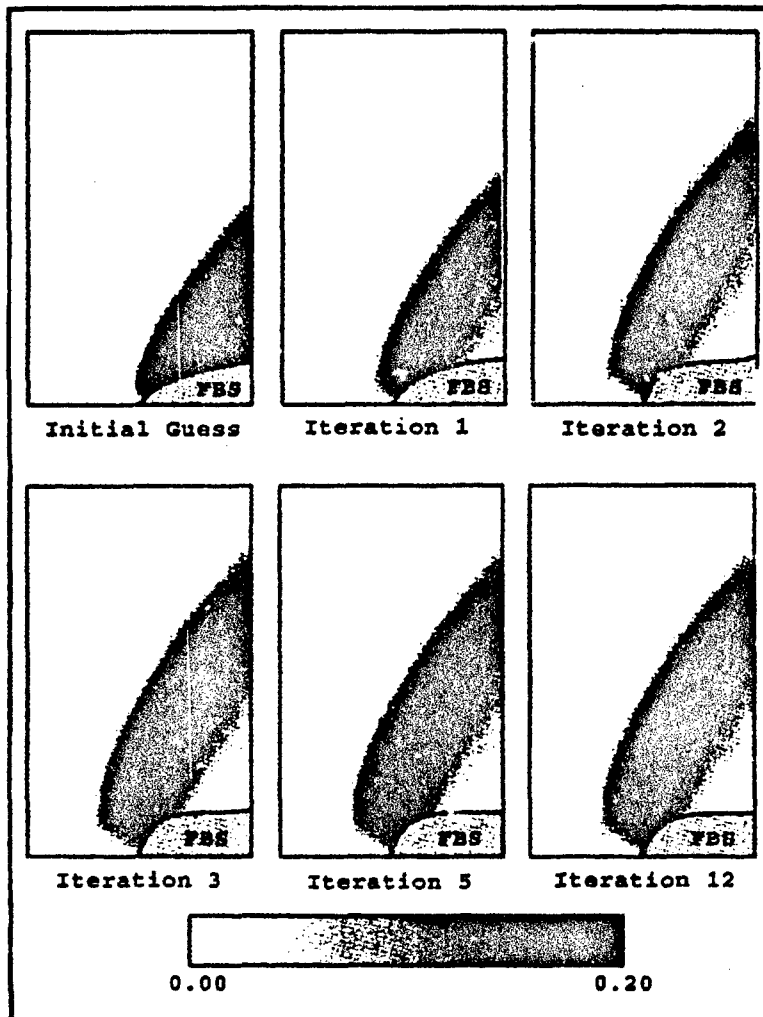 FBS FBS FBS
Initial Guess Iteration 1 Iteration 2
FBS FBS FBS
Iteration 3 Iteration 5 Iteration 12
0.00 0.20